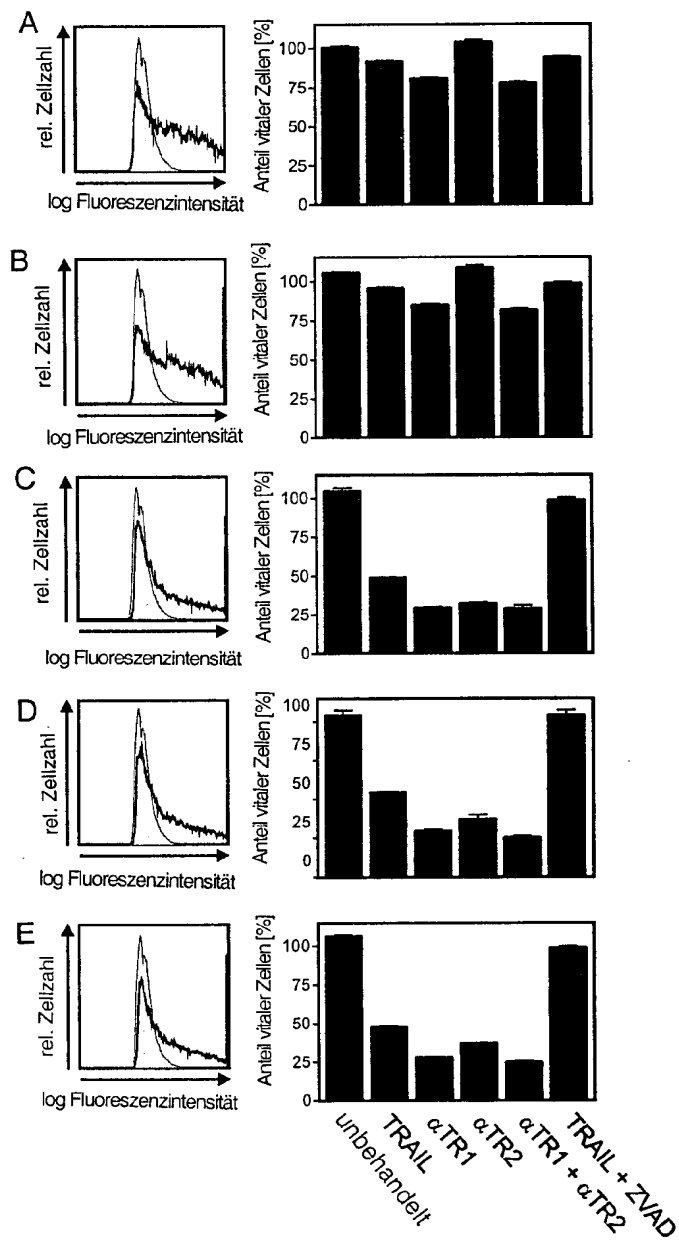 A
rel. Zellzahl
log Fluoreszenzintensität
Anteil vitaler Zellen [%]
100
75
50
25
0
B
rel. Zellzahl
log Fluoreszenzintensität
Anteil vitaler Zellen [%]
100
75
50
25
0
C
rel. Zellzahl
log Fluoreszenzintensität
Anteil vitaler Zellen [%]
100
75
50
25
0
D
rel. Zellzahl
log Fluoreszenzintensität
Anteil vitaler Zellen [%]
100
75
50
25
0
E
rel. Zellzahl
log Fluoreszenzintensität
Anteil vitaler Zellen [%]
100
75
50
25
0
unbehandelt
TRAIL
αTR1
αTR2
αTR1 + αTR2
TRAIL + ZVAD